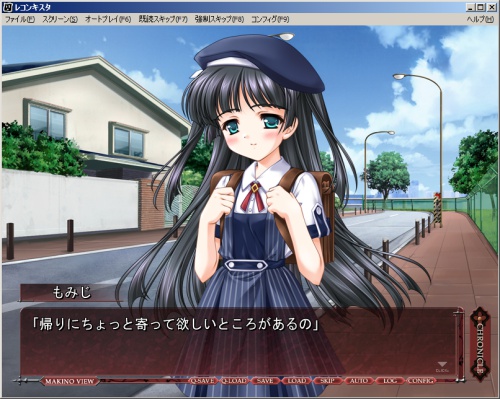 レコンキスタ
ファイル(F) スクリーン(S) オートプレイ(F6) 既読スキップ(F7) 強制スキップ(F8) コンフィグ(F9) ヘルプ(H)
もみじ
「帰りにちょっと寄って欲しいところがあるの」
CHRONICLE
MAKINO VIEW Q-SAVE Q-LOAD SAVE LOAD SKIP AUTO LOG CONFIG